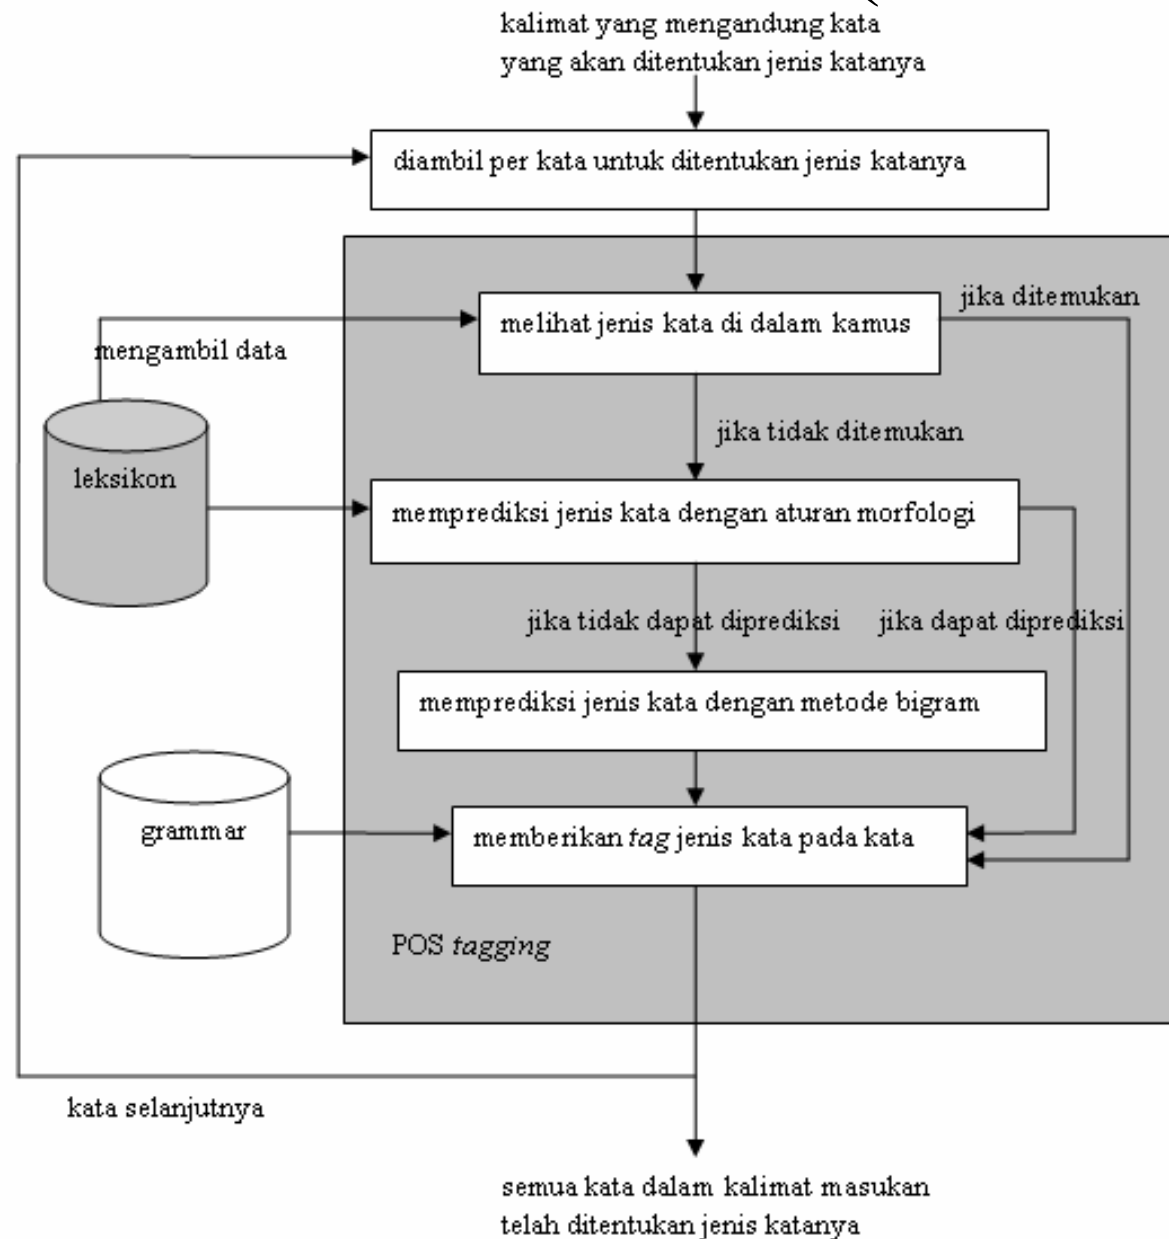 kalimat yang mengandung kata
yang akan ditentukan jenis katanya
diambil per kata untuk ditentukan jenis katanya
jika ditemukan
melihat jenis kata di dalam kamus
mengambil data
jika tidak ditemukan
leksikon
memprediksi jenis kata dengan aturan morfologi
jika tidak dapat diprediksi
jika dapat diprediksi
memprediksi jenis kata dengan metode bigram
grammar
memberikan tag jenis kata pada kata
POS tagging
kata selanjutnya
semua kata dalam kalimat masukan
telah ditentukan jenis katanya